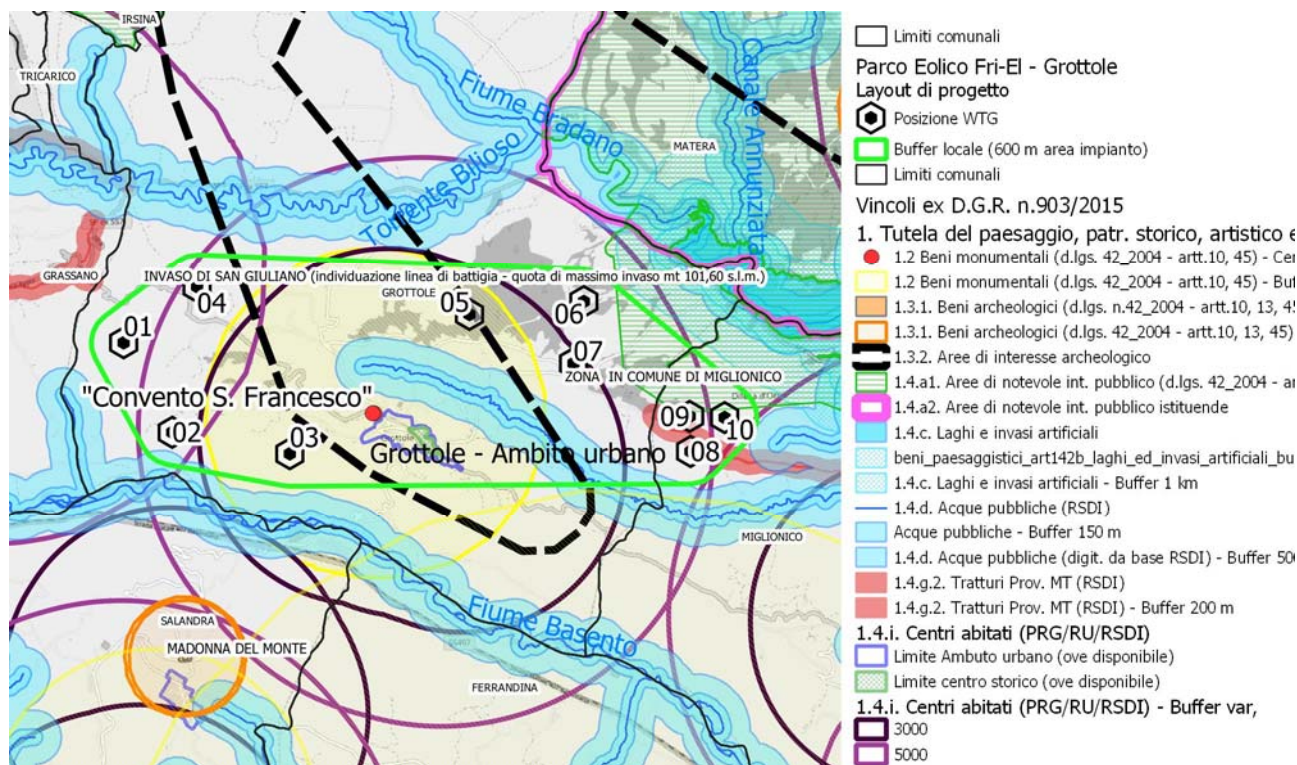 IRSINA
TRICARICO
Fiume Bradano
Canale Annunziata
MATERA
Torrente Bilioso
GRASSANO
INVASO DI SAN GIULIANO (individuazione linea di battigia - quota di massimo invaso mt 101,60 s.l.m.)
GROTTOLE
04
05
06
01
07
ZONA IN COMUNE DI MIGLIONICO
"Convento S. Francesco"
02
03
09
10
Grottole - Ambito urbano
08
MIGLIONICO
Fiume Basento
SALANDRA
MADONNA DEL MONTE
FERRANDINA
Limiti comunali
Parco Eolico Fri-El - Grottole
Layout di progetto
Posizione WTG
Buffer locale (600 m area impianto)
Limiti comunali
Vincoli ex D.G.R. n.903/2015
1. Tutela del paesaggio, patr. storico, artistico e
1.2 Beni monumentali (d.lgs. 42_2004 - artt.10, 45) - Cen
1.2 Beni monumentali (d.lgs. 42_2004 - artt.10, 45) - Buf
1.3.1. Beni archeologici (d.lgs. n.42_2004 - artt.10, 13, 45
1.3.1. Beni archeologici (d.lgs. 42_2004 - artt.10, 13, 45)
1.3.2. Aree di interesse archeologico
1.4.a1. Aree di notevole int. pubblico (d.lgs. 42_2004 - ar
1.4.a2. Aree di notevole int. pubblico istituende
1.4.c. Laghi e invasi artificiali
beni_paesaggistici_art142b_laghi_ed_invasi_artificiali_bu
1.4.c. Laghi e invasi artificiali - Buffer 1 km
1.4.d. Acque pubbliche (RSDI)
Acque pubbliche - Buffer 150 m
1.4.d. Acque pubbliche (digit. da base RSDI) - Buffer 500
1.4.g.2. Tratturi Prov. MT (RSDI)
1.4.g.2. Tratturi Prov. MT (RSDI) - Buffer 200 m
1.4.i. Centri abitati (PRG/RU/RSDI)
Limite Ambuto urbano (ove disponibile)
Limite centro storico (ove disponibile)
1.4.i. Centri abitati (PRG/RU/RSDI) - Buffer var,
3000
5000